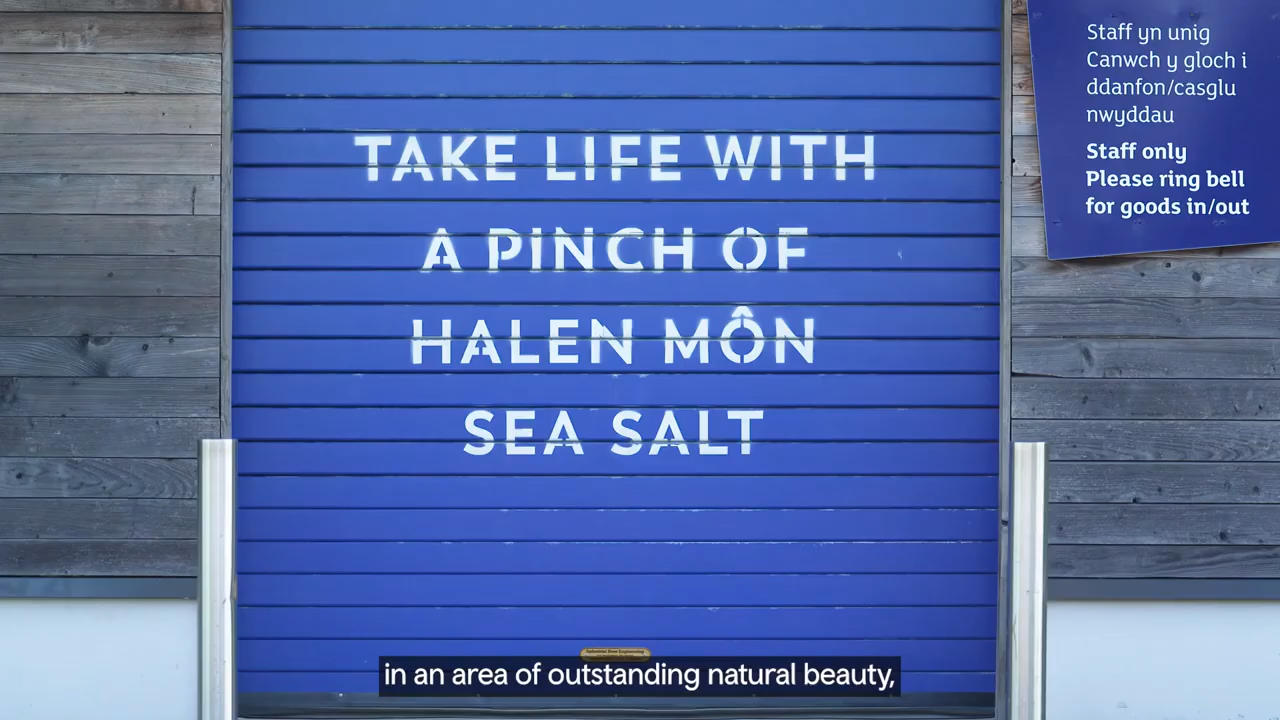 TAKE LIFE WITH
A PINCH OF
HALEN MÔN
SEA SALT
Staff yn unig
Canwch y gloch i
ddanfon/casglu
nwyddau
Staff only
Please ring bell
for goods in/out
in an area of outstanding natural beauty,